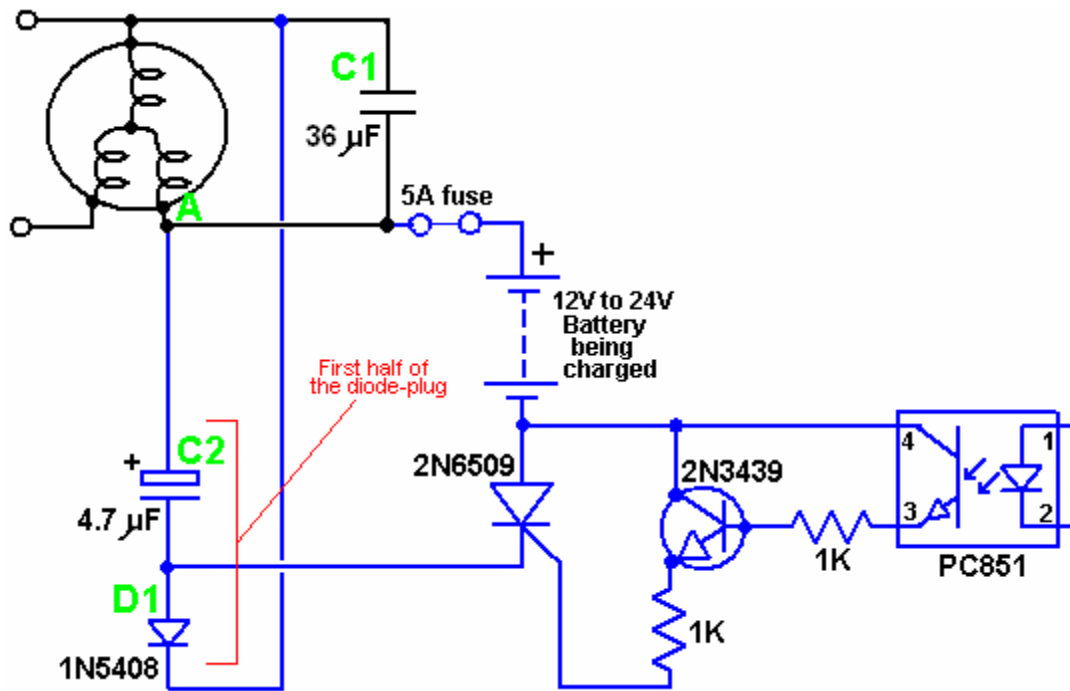 C1
36 µF
A
5A fuse
+
12V to 24V
Battery
being
charged
First half of
the diode-plug
C2
+
4.7 µF
2N6509
2N3439
4
1
3
2
1K
PC851
D1
1N5408
1K